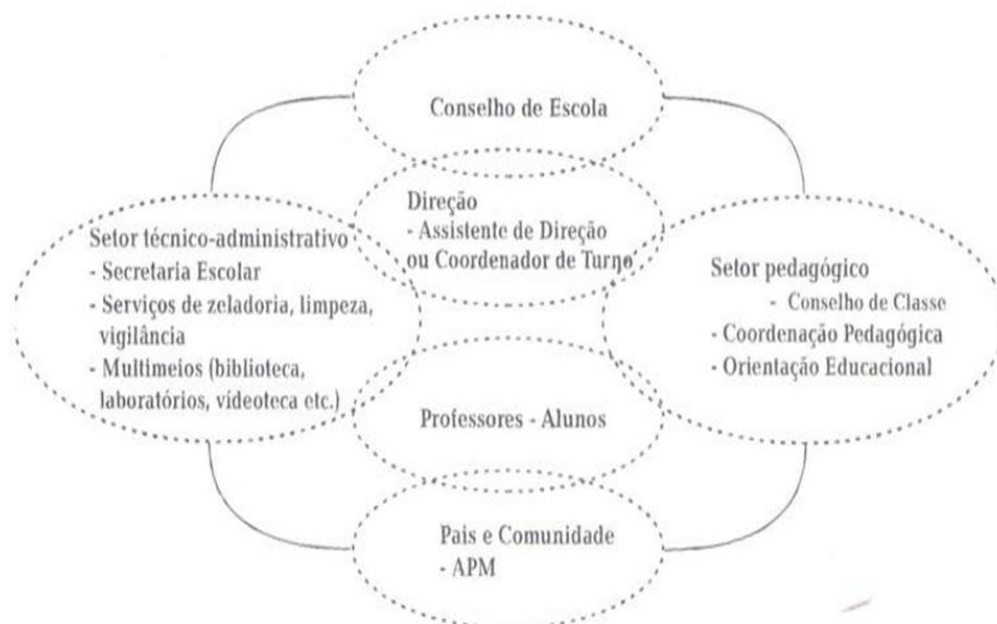 Conselho de Escola
Direção
- Assistente de Direção
ou Coordenador de Turno
Setor técnico-administrativo
- Secretaria Escolar
- Serviços de zeladoria, limpeza,
vigilância
- Multimeios (biblioteca,
laboratórios, vídeoteca etc.)
Setor pedagógico
- Conselho de Classe
- Coordenação Pedagógica
- Orientação Educacional
Professores - Alunos
Pais e Comunidade
- APM